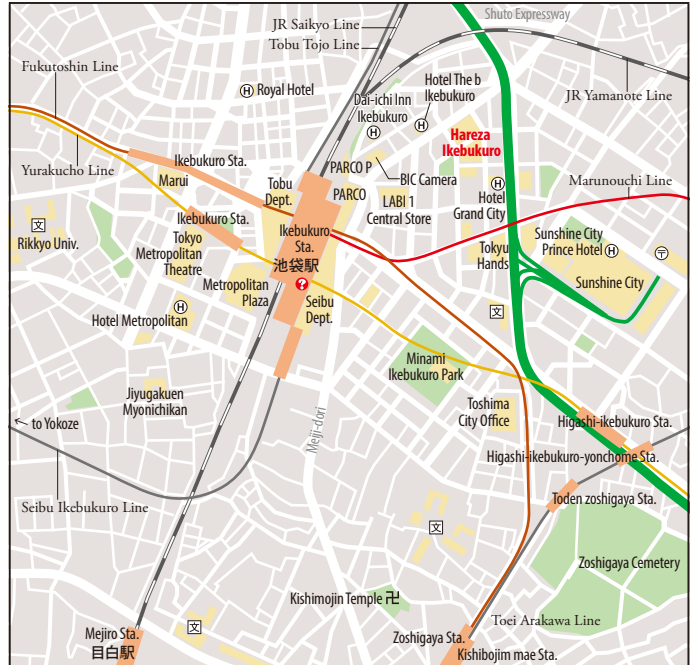 Shuto Expressway
JR Saikyo Line
Tobu Tojo Line
Fukutoshin Line
JR Yamanote Line
Royal Hotel
Hotel The b
Ikebukuro
Dai-ichi Inn
Ikebukuro
Hareza
Ikebukuro
Yurakucho Line
Ikebukuro Sta.
Marui
PARCO P
BIC Camera
Tobu
Dept.
PARCO
LABI 1
Central Store
Hotel
Grand City
Marunouchi Line
文
Rikkyo Univ.
Ikebukuro Sta.
Tokyo
Metropolitan
Theatre
Ikebukuro
Sta.
池袋駅
Tokyu
Hands
Sunshine City
Prince Hotel
Sunshine City
Metropolitan
Plaza
Seibu
Dept.
Hotel Metropolitan
文
Minami
Ikebukuro Park
Jiyugakuen
Myonichikan
Toshima
City Office
Higashi-ikebukuro Sta.
← to Yokoze
Meiji-dori
Higashi-ikebukuro-yonchome Sta.
Seibu Ikebukuro Line
Toden zoshigaya Sta.
文
Zoshigaya Cemetery
Kishimojin Temple 卍
Toei Arakawa Line
文
Mejiro Sta.
目白駅
Zoshigaya Sta.
Kishibojim mae Sta.
H
H
H
H
H
H
〒
?